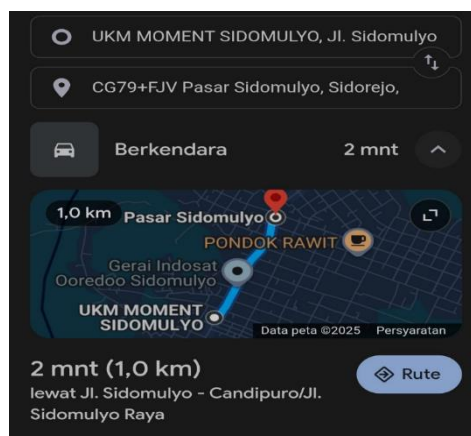 UKM MOMENT SIDOMULYO, Jl. Sidomulyo
CG79+FJV Pasar Sidomulyo, Sidorejo,
Berkendara 2 mnt
1,0 km
Pasar Sidomulyo
PONDOK RAWIT
Gerai Indosat
Ooredoo Sidomulyo
UKM MOMENT
SIDOMULYO
Data peta ©2025 Persyaratan
2 mnt (1,0 km)
Rute
lewat Jl. Sidomulyo - Candipuro/Jl.
Sidomulyo Raya